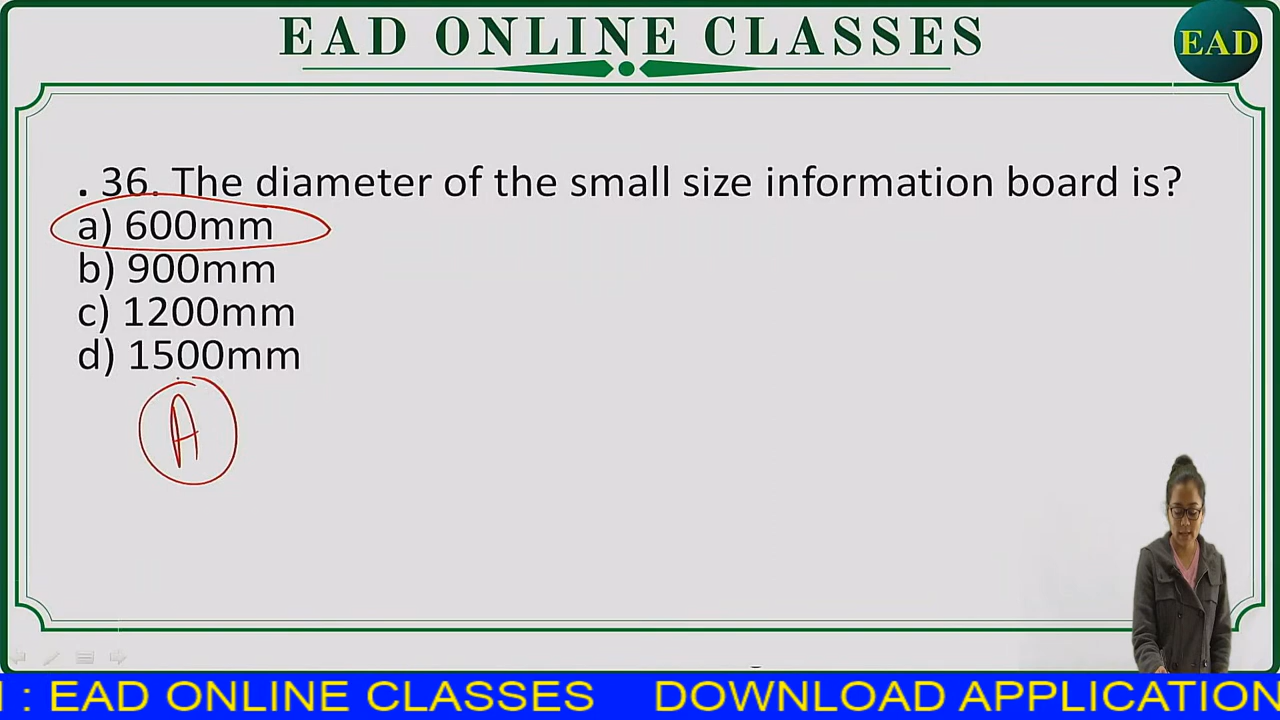 EAD ONLINE CLASSES
EAD
. 36. The diameter of the small size information board is?
a) 600mm
b) 900mm
c) 1200mm
d) 1500mm
A
: EAD ONLINE CLASSES DOWNLOAD APPLICATION